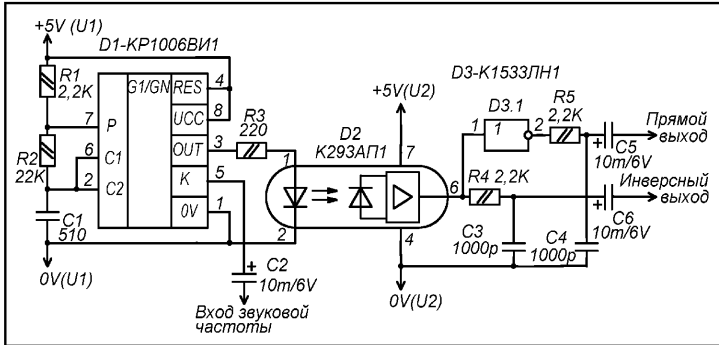 +5V (U1)
D1-КР1006ВИ1
R1
2,2K
G1/GN
RES
4
UCC
8
7
P
OUT
3
R3
220
R2
22K
6
C1
2
C2
K
5
0V
1
C1
510
0V(U1)
C2
+
10m/6V
Вход звуковой
частоты
D2
К293АП1
1
2
+5V(U2)
7
6
4
0V(U2)
D3-К1533ЛН1
D3.1
1
1
2
R5
2,2K
R4 2,2K
C3
1000p
C4
1000p
+
C5
10m/6V
Прямой
выход
+
C6
10m/6V
Инверсный
выход